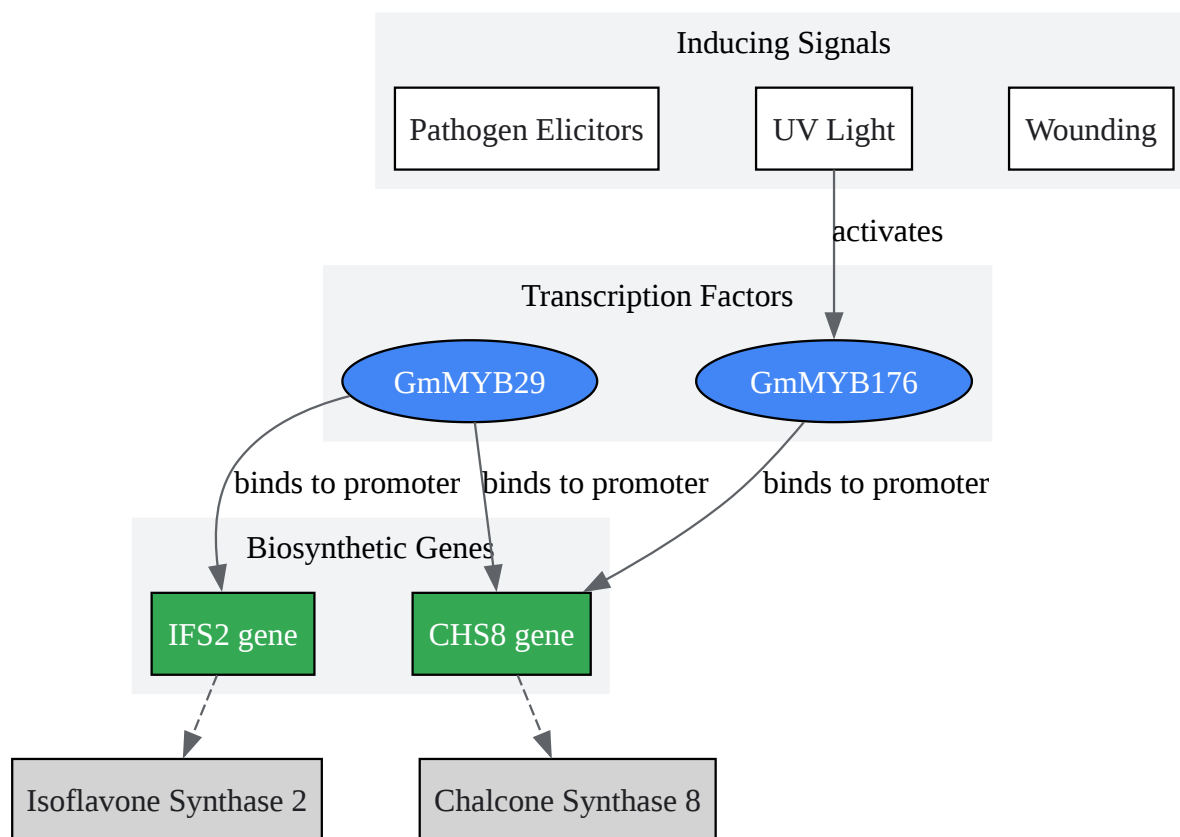 Inducing Signals
Pathogen Elicitors
UV Light
Wounding
activates
Transcription Factors
GmMYB29
GmMYB176
binds to promoter
binds to promoter
binds to promoter
Biosynthetic Genes
IFS2 gene
CHS8 gene
Isoflavone Synthase 2
Chalcone Synthase 8